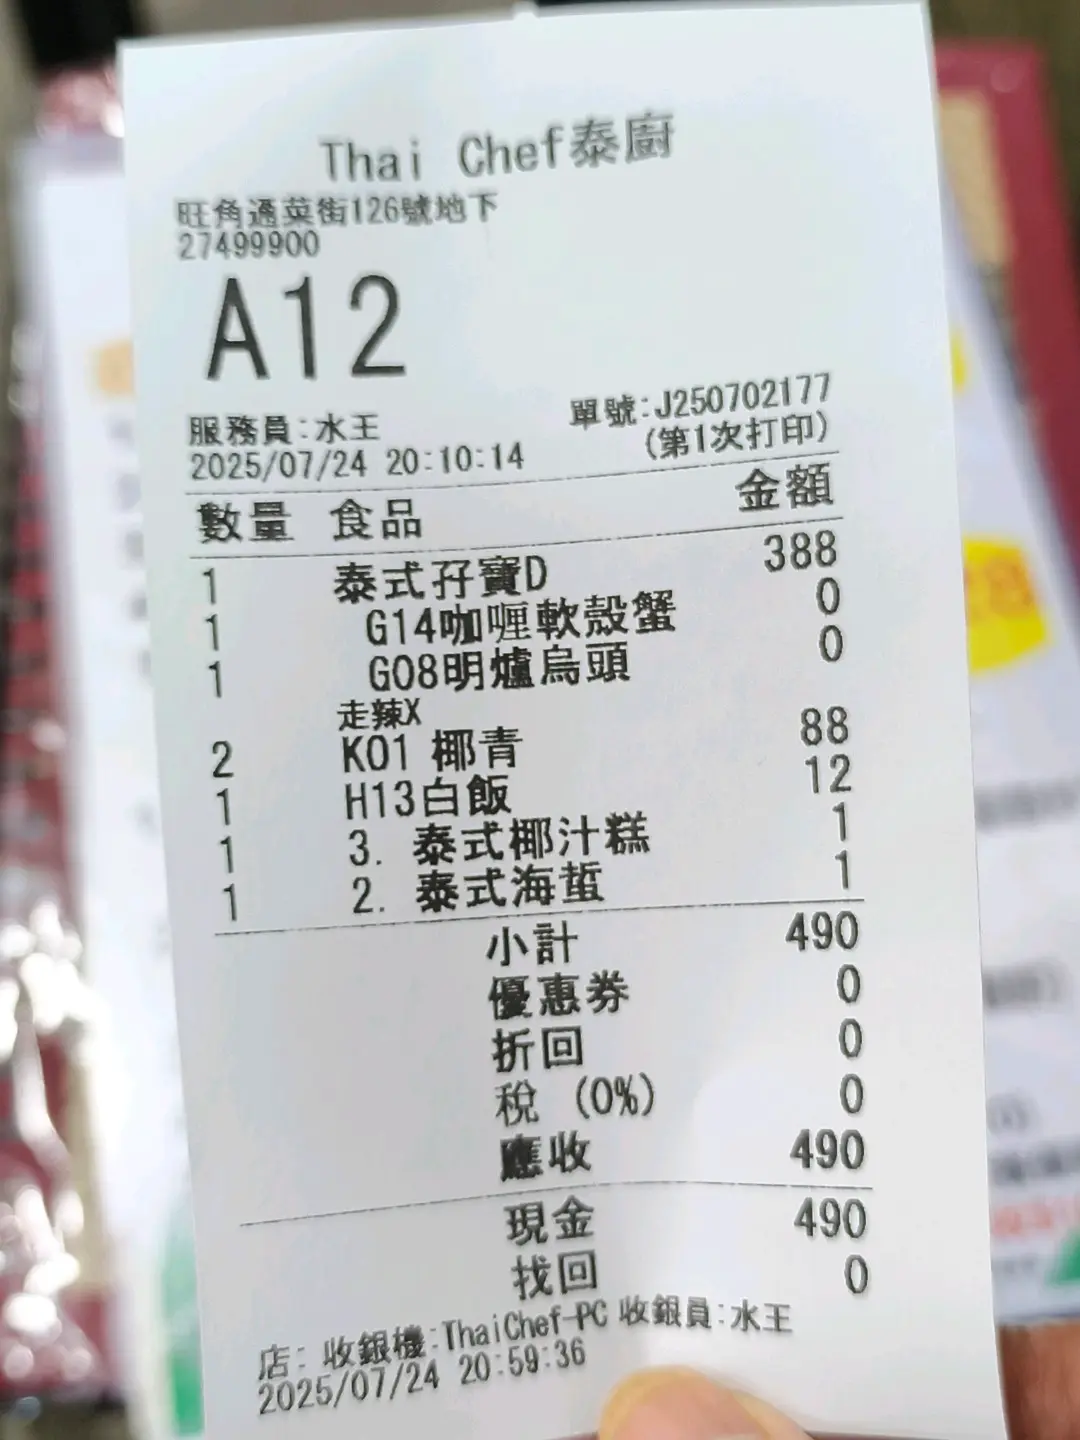 Thai Chef泰廚
旺角通菜街126號地下
27499900
A12
服務員:水王 單號:J250702177
2025/07/24 20:10:14 (第1次打印)
數量 食品 金額
1 泰式孖寶D 388
1 G14咖喱軟殼蟹 0
1 G08明爐烏頭 0
走辣X
2 K01 椰青 88
1 H13白飯 12
1 3. 泰式椰汁糕 1
1 2. 泰式海蜇 1
小計 490
優惠券 0
折回 0
稅 (0%) 0
應收 490
現金 490
找回 0
店: 收銀機:ThaiChef-PC 收銀員:水王
2025/07/24 20:59:36